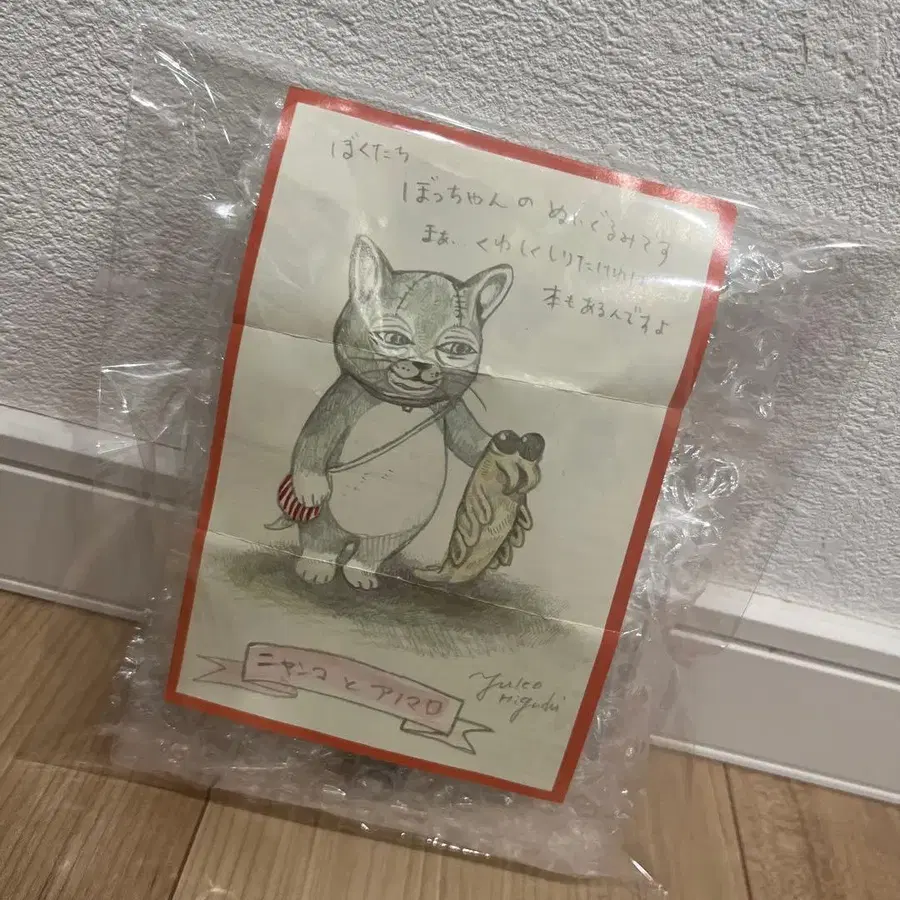 ぼくたち
ぼっちゃんの ぬいぐるみです
まぁ、くわしくしりたければ
本もあるんですよ
ニャンコ と アノマロ
Yuko
Higuchi